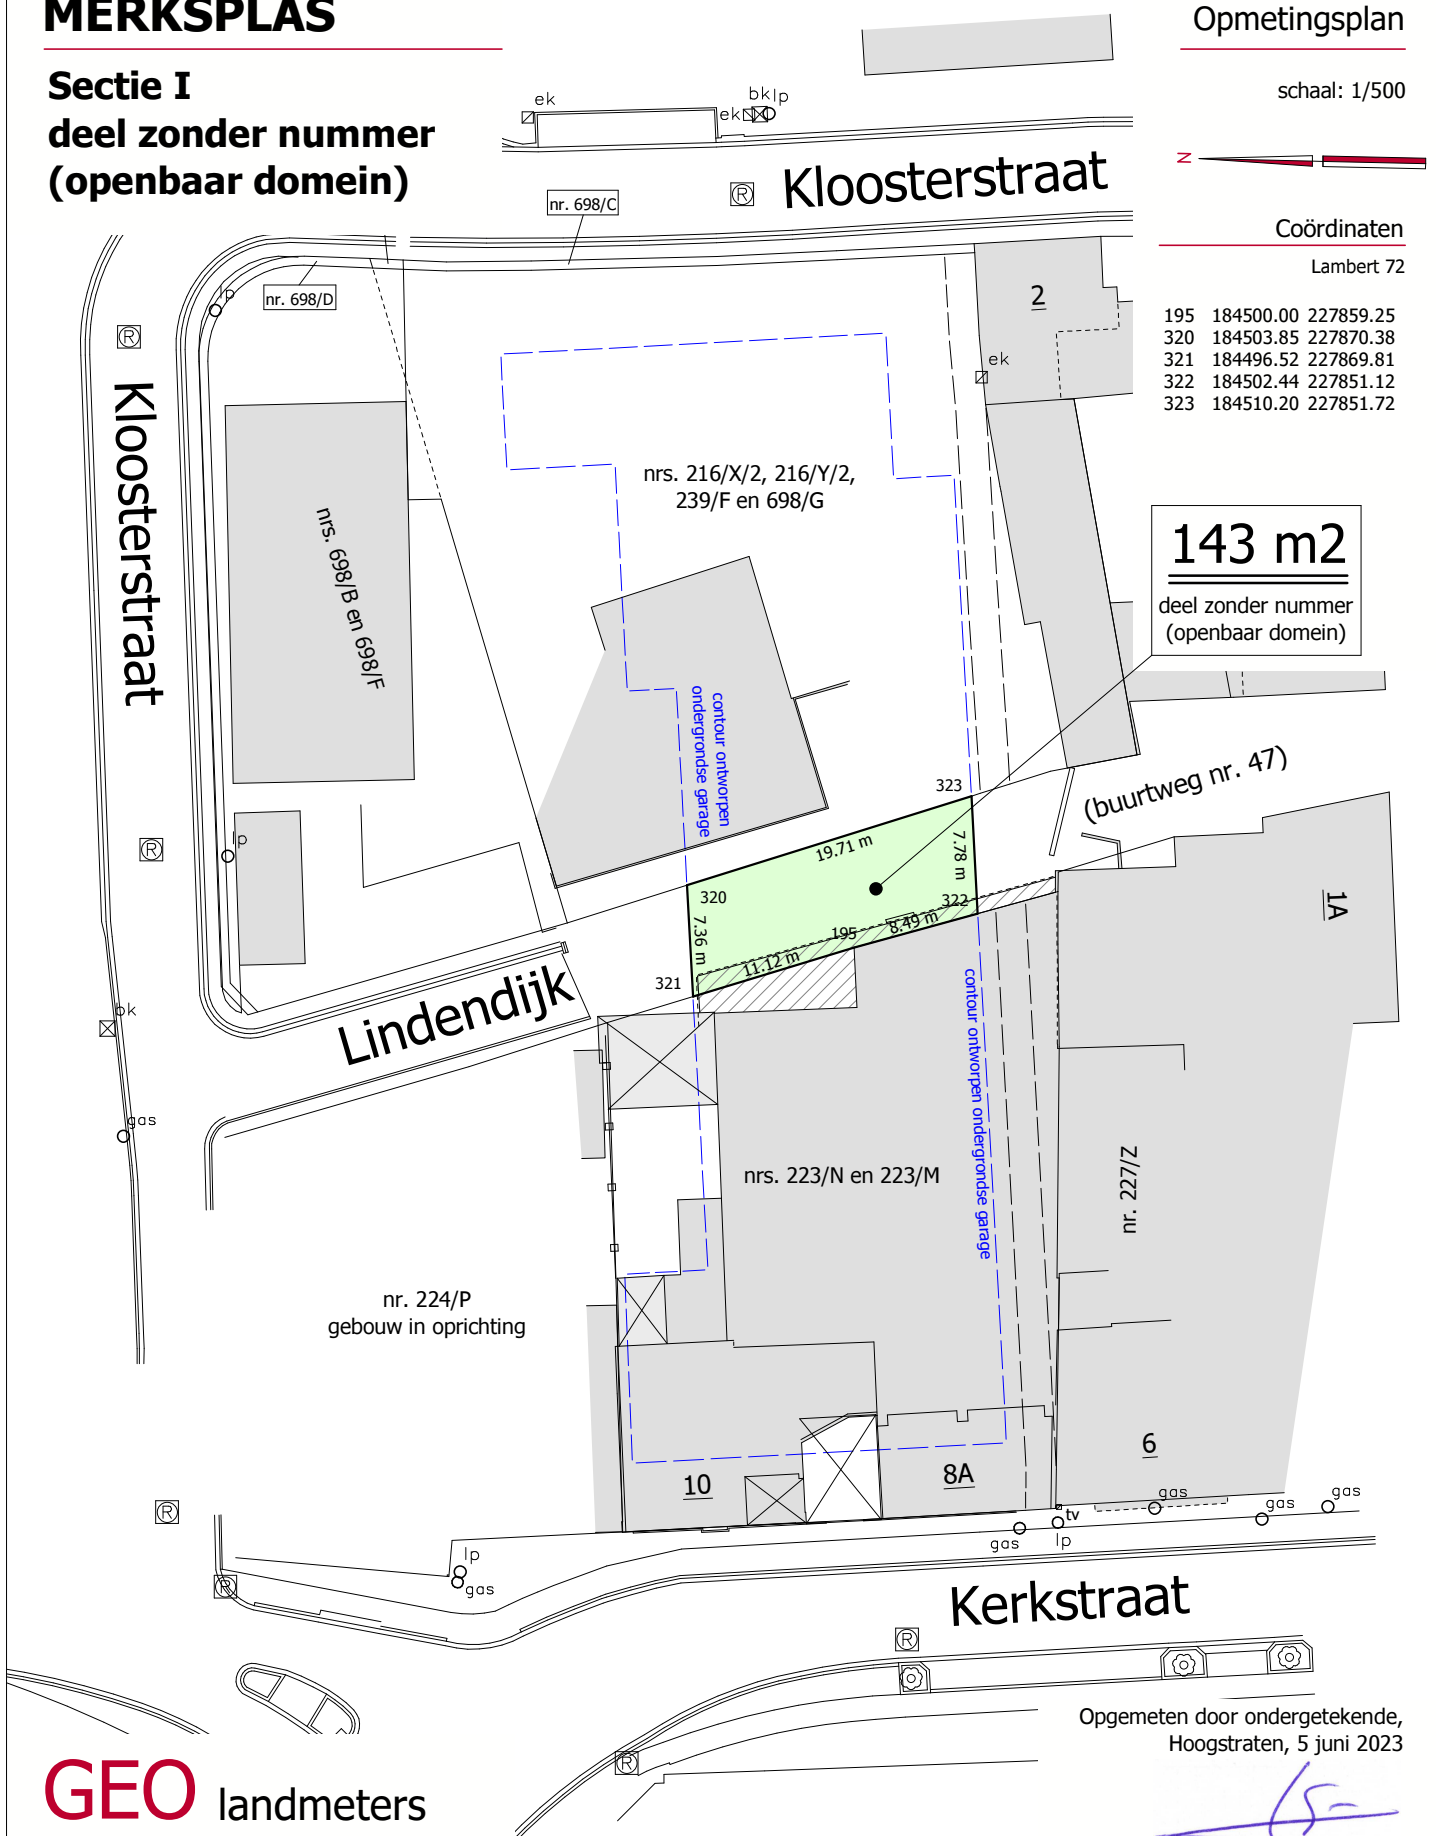 MERKSPLAS
Sectie I
deel zonder nummer
(openbaar domein)
Opmetingsplan
schaal: 1/500
N
Coördinaten
Lambert 72
195 184500.00 227859.25
320 184503.85 227870.38
321 184496.52 227869.81
322 184502.44 227851.12
323 184510.20 227851.72
143 m2
deel zonder nummer
(openbaar domein)
ek
ek
bk
lp
R
Kloosterstraat
nr. 698/C
nr. 698/D
lp
R
2
ek
Kloosterstraat
nrs. 216/X/2, 216/Y/2,
239/F en 698/G
nrs. 698/B en 698/F
contour ontworpen
ondergrondse garage
(buurtweg nr. 47)
323
19.71 m
7.78 m
R
lp
320
322
1A
7.36 m
195
8.49 m
11.12 m
321
Lindendijk
bk
contour ontworpen ondergrondse garage
gas
nrs. 223/N en 223/M
nr. 227/Z
nr. 224/P
gebouw in oprichting
6
10
8A
gas
gas
gas
tv
gas
lp
R
lp
gas
R
Kerkstraat
R
R
Opgemeten door ondergetekende,
Hoogstraten, 5 juni 2023
GEO landmeters